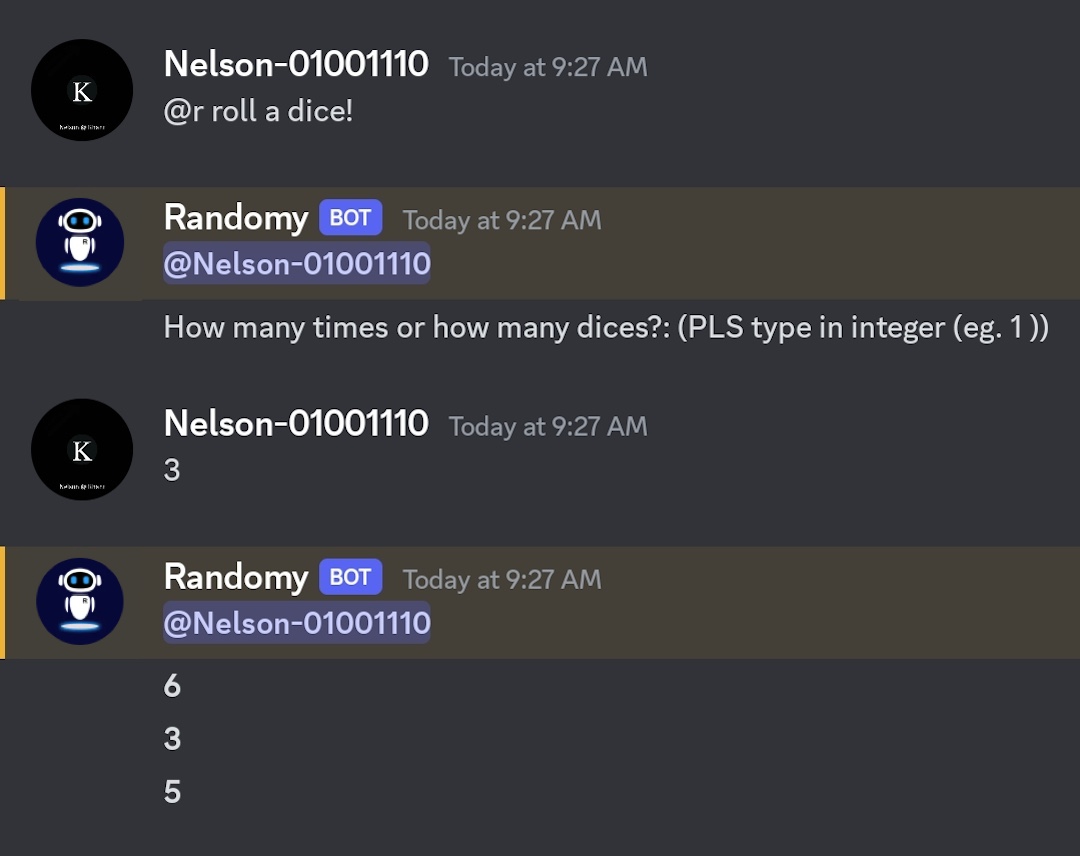 K
Nelson-01001110 Today at 9:27 AM
@r roll a dice!
R
Randomy BOT Today at 9:27 AM
@Nelson-01001110
How many times or how many dices?: (PLS type in integer (eg. 1 ))
K
Nelson-01001110 Today at 9:27 AM
3
R
Randomy BOT Today at 9:27 AM
@Nelson-01001110
6
3
5